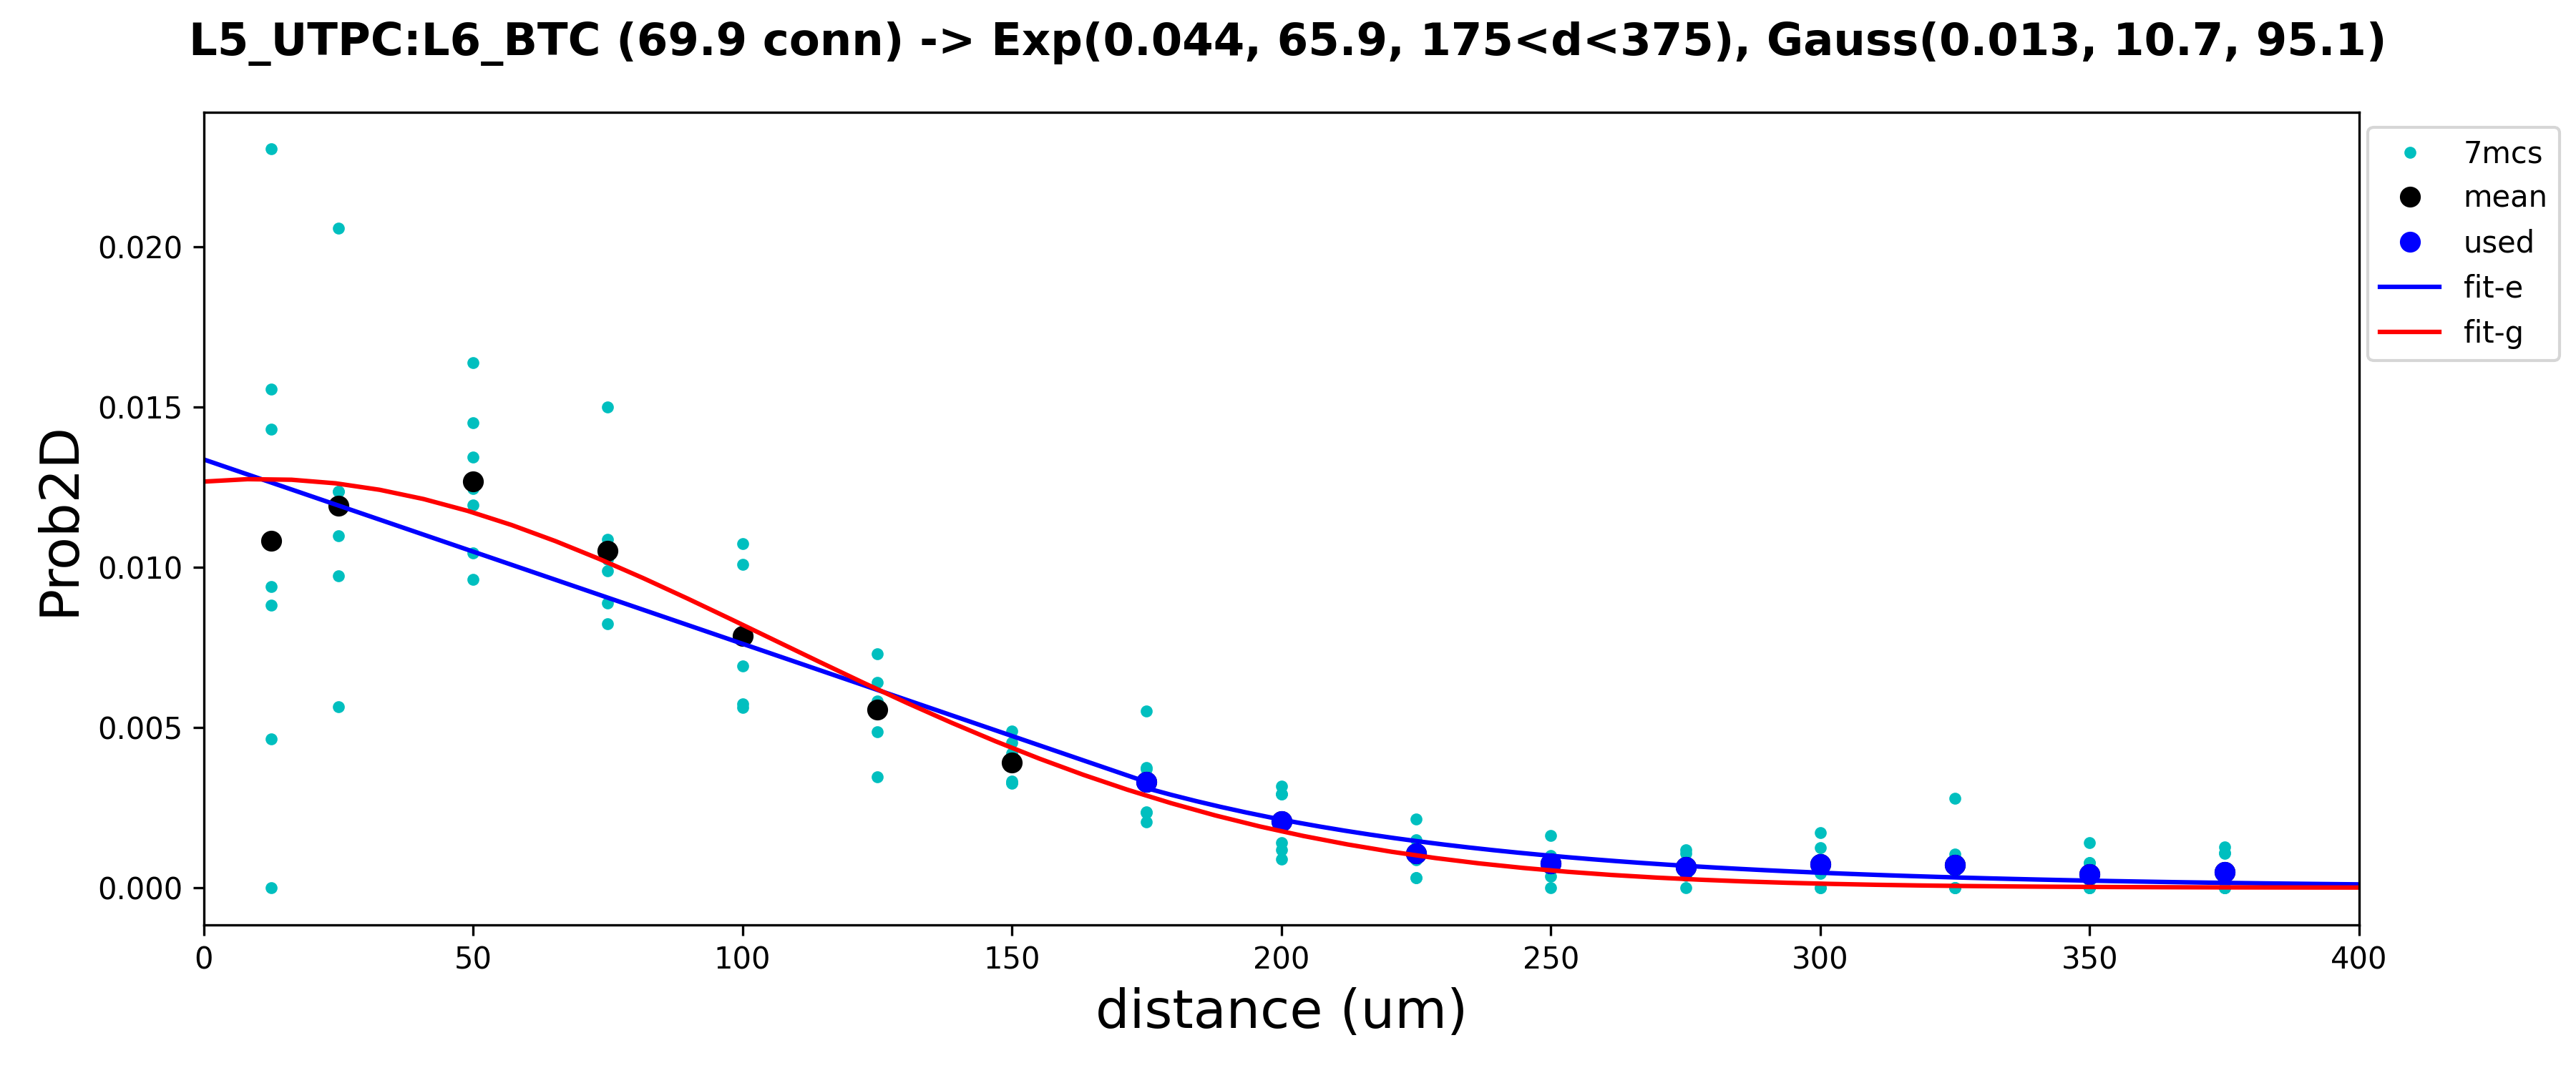 L5_UTPC:L6_BTC (69.9 conn) -> Exp(0.044, 65.9, 175<d<375), Gauss(0.013, 10.7, 95.1)
7mcs
mean
used
fit-e
fit-g
Prob2D
0.020
0.015
0.010
0.005
0.000
0 50 100 150 200 250 300 350 400
distance (um)